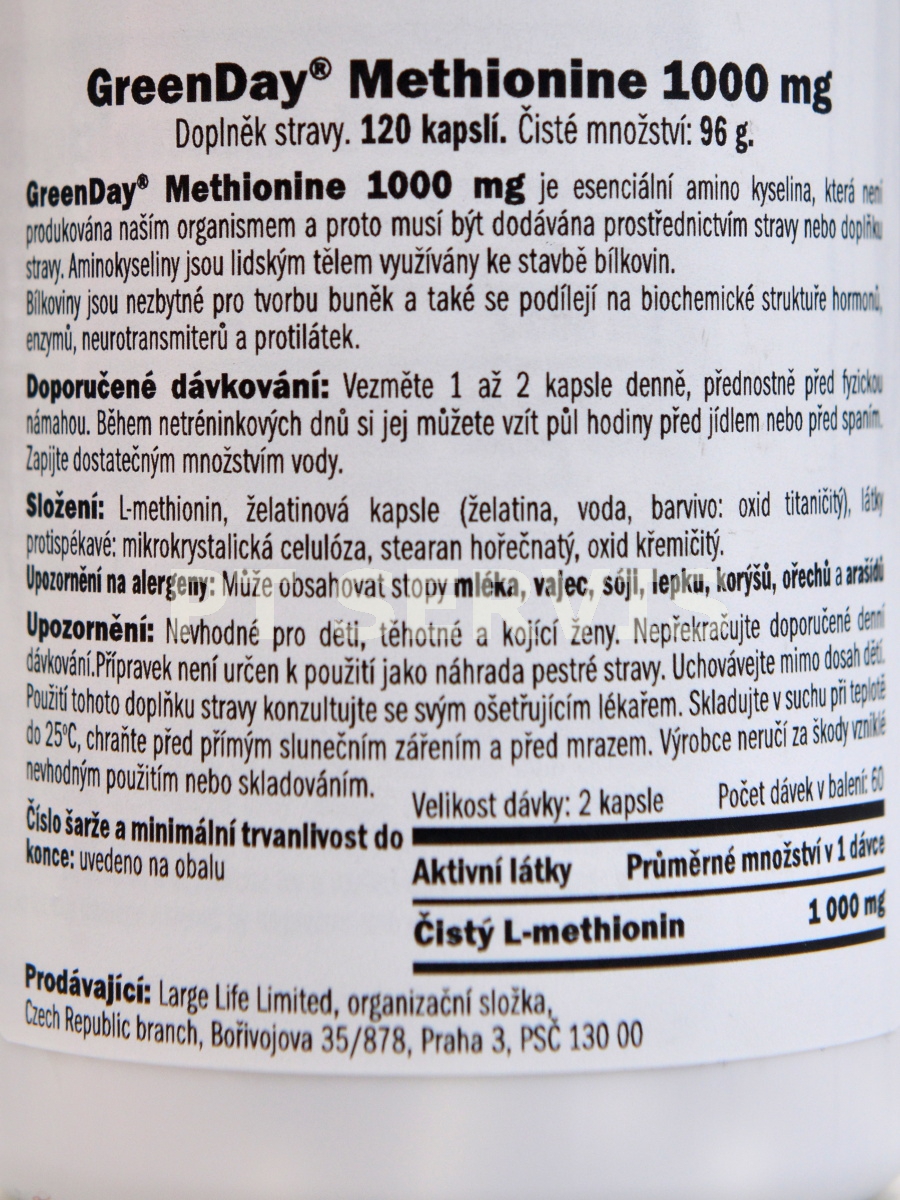 GreenDay® Methionine 1000 mg
Doplněk stravy. 120 kapslí. Čisté množství: 96 g.
GreenDay® Methionine 1000 mg je esenciální amino kyselina, která není
produkována naším organismem a proto musí být dodávána prostřednictvím stravy nebo doplňku
stravy. Aminokyseliny jsou lidským tělem využívány ke stavbě bílkovin.
Bílkoviny jsou nezbytné pro tvorbu buněk a také se podílejí na biochemické struktuře hormonů,
enzymů, neurotransmiterů a protilátek.
Doporučené dávkování: Vezměte 1 až 2 kapsle denně, přednostně před fyzickou
námahou. Během netréninkových dnů si jej můžete vzít půl hodiny před jídlem nebo před spaním.
Zapijte dostatečným množstvím vody.
Složení: L-methionin, želatinová kapsle (želatina, voda, barvivo: oxid titaničitý), látky
protispékavé: mikrokrystalická celulóza, stearan hořečnatý, oxid křemičitý.
Upozornění na alergeny: Může obsahovat stopy mléka, vajec, sóji, lepku, korýšů, ořechů a arašídů
PT SERVIS
Upozornění: Nevhodné pro děti, těhotné a kojící ženy. Nepřekračujte doporučené denní
dávkování.Přípravek není určen k použití jako náhrada pestré stravy. Uchovávejte mimo dosah dětí.
Použití tohoto doplňku stravy konzultujte se svým ošetřujícím lékařem. Skladujte v suchu při teplotě
do 25°C, chraňte před přímým slunečním zářením a před mrazem. Výrobce neručí za škody vzniklé
nevhodným použitím nebo skladováním.
Velikost dávky: 2 kapsle Počet dávek v balení: 60
Číslo šarže a minimální trvanlivost do
konce: uvedeno na obalu
Aktivní látky Průměrné množství v 1 dávce
Čistý L-methionin 1 000 mg
Prodávající: Large Life Limited, organizační složka,
Czech Republic branch, Bořivojova 35/878, Praha 3, PSČ 130 00